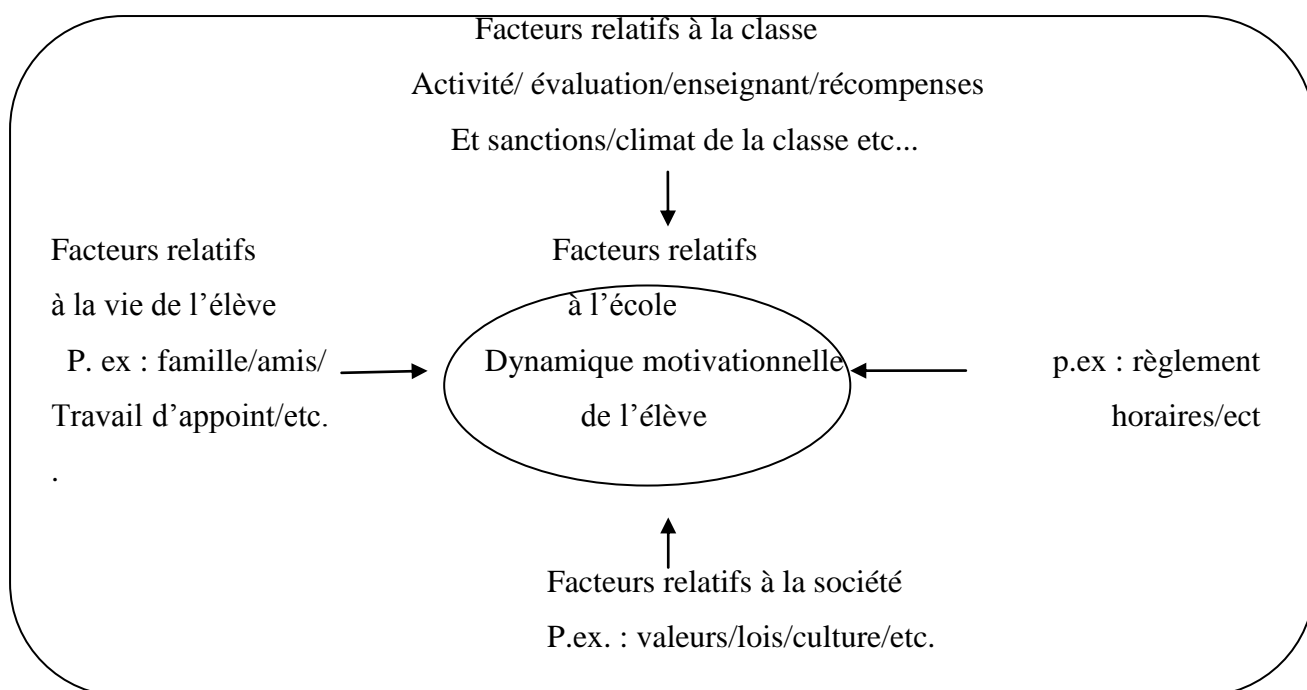 Facteurs relatifs à la classe
Activité/ évaluation/enseignant/récompenses
Et sanctions/climat de la classe etc...
Facteurs relatifs
à la vie de l’élève
P. ex : famille/amis/
Travail d’appoint/etc.
.
Facteurs relatifs
à l’école
Dynamique motivationnelle
de l’élève
p.ex : règlement
horaires/ect
Facteurs relatifs à la société
P.ex. : valeurs/lois/culture/etc.